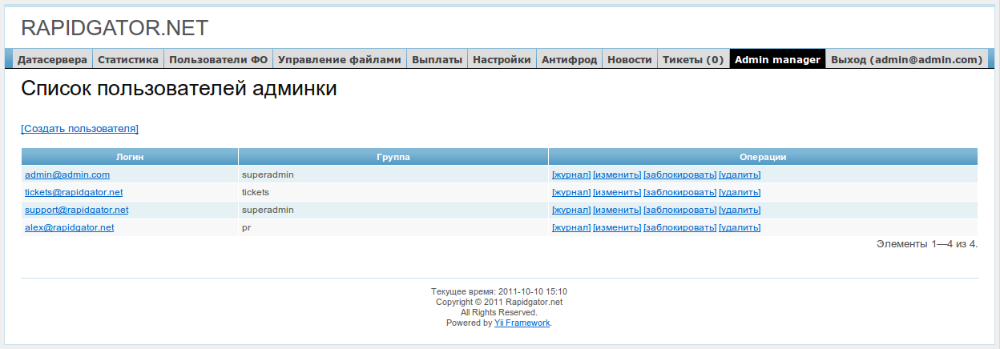 RAPIDGATOR.NET
Датасервера Статистика Пользователи ФО Управление файлами Выплаты Настройки Антифрод Новости Тикеты (0) Admin manager Выход (admin@admin.com)
Список пользователей админки
[Создать пользователя]
Логин Группа Операции
admin@admin.com superadmin [журнал] [изменить] [заблокировать] [удалить]
tickets@rapidgator.net tickets [журнал] [изменить] [заблокировать] [удалить]
support@rapidgator.net superadmin [журнал] [изменить] [заблокировать] [удалить]
alex@rapidgator.net pr [журнал] [изменить] [заблокировать] [удалить]
Элементы 1—4 из 4.
Текущее время: 2011-10-10 15:10
Copyright © 2011 Rapidgator.net
All Rights Reserved.
Powered by Yii Framework.